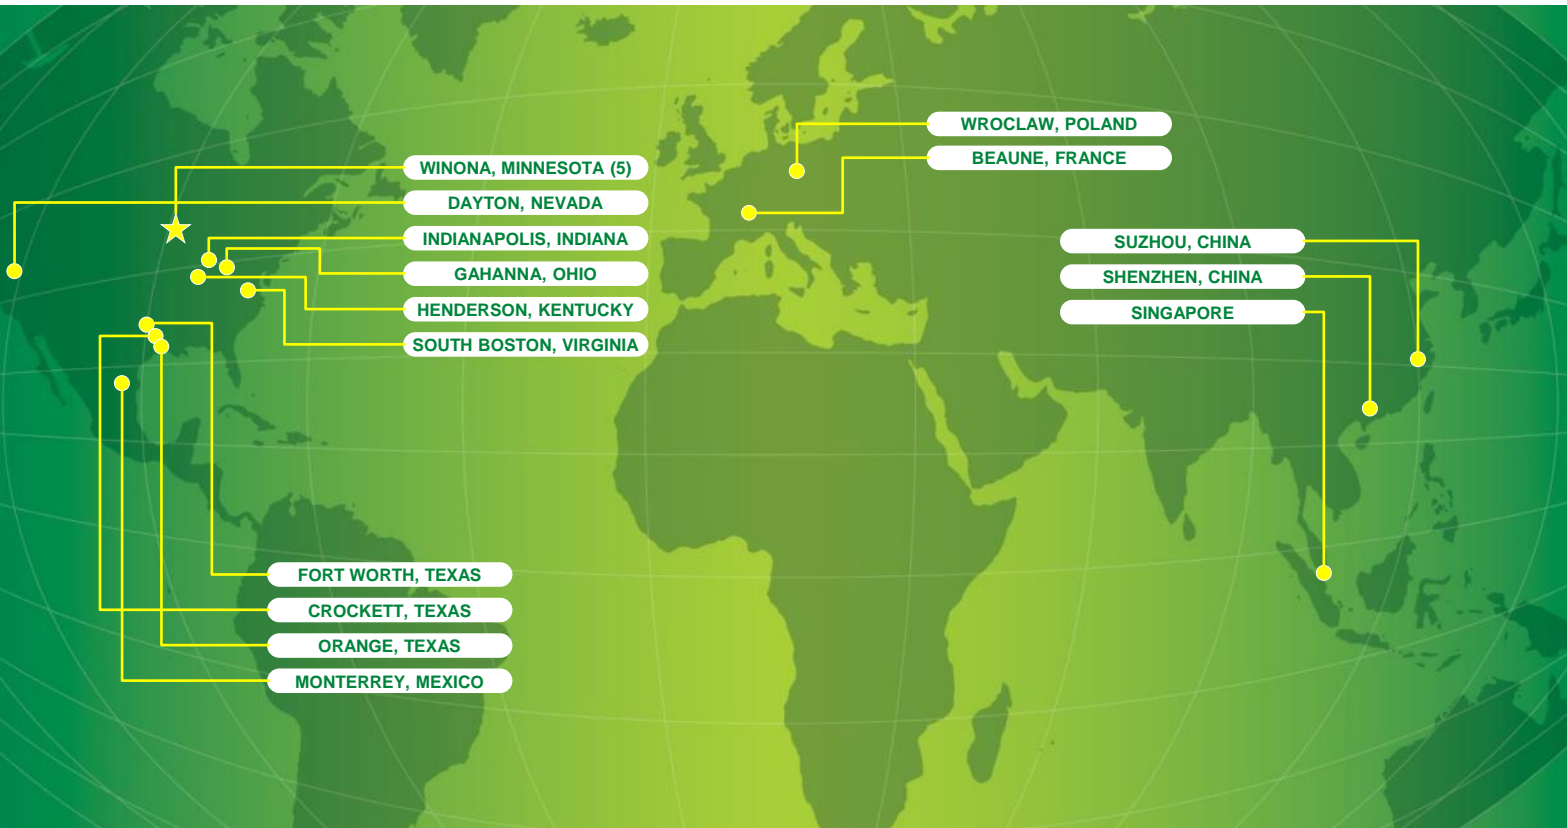 WROCLAW, POLAND
BEAUNE, FRANCE
WINONA, MINNESOTA (5)
DAYTON, NEVADA
INDIANAPOLIS, INDIANA
GAHANNA, OHIO
HENDERSON, KENTUCKY
SOUTH BOSTON, VIRGINIA
SUZHOU, CHINA
SHENZHEN, CHINA
SINGAPORE
FORT WORTH, TEXAS
CROCKETT, TEXAS
ORANGE, TEXAS
MONTERREY, MEXICO